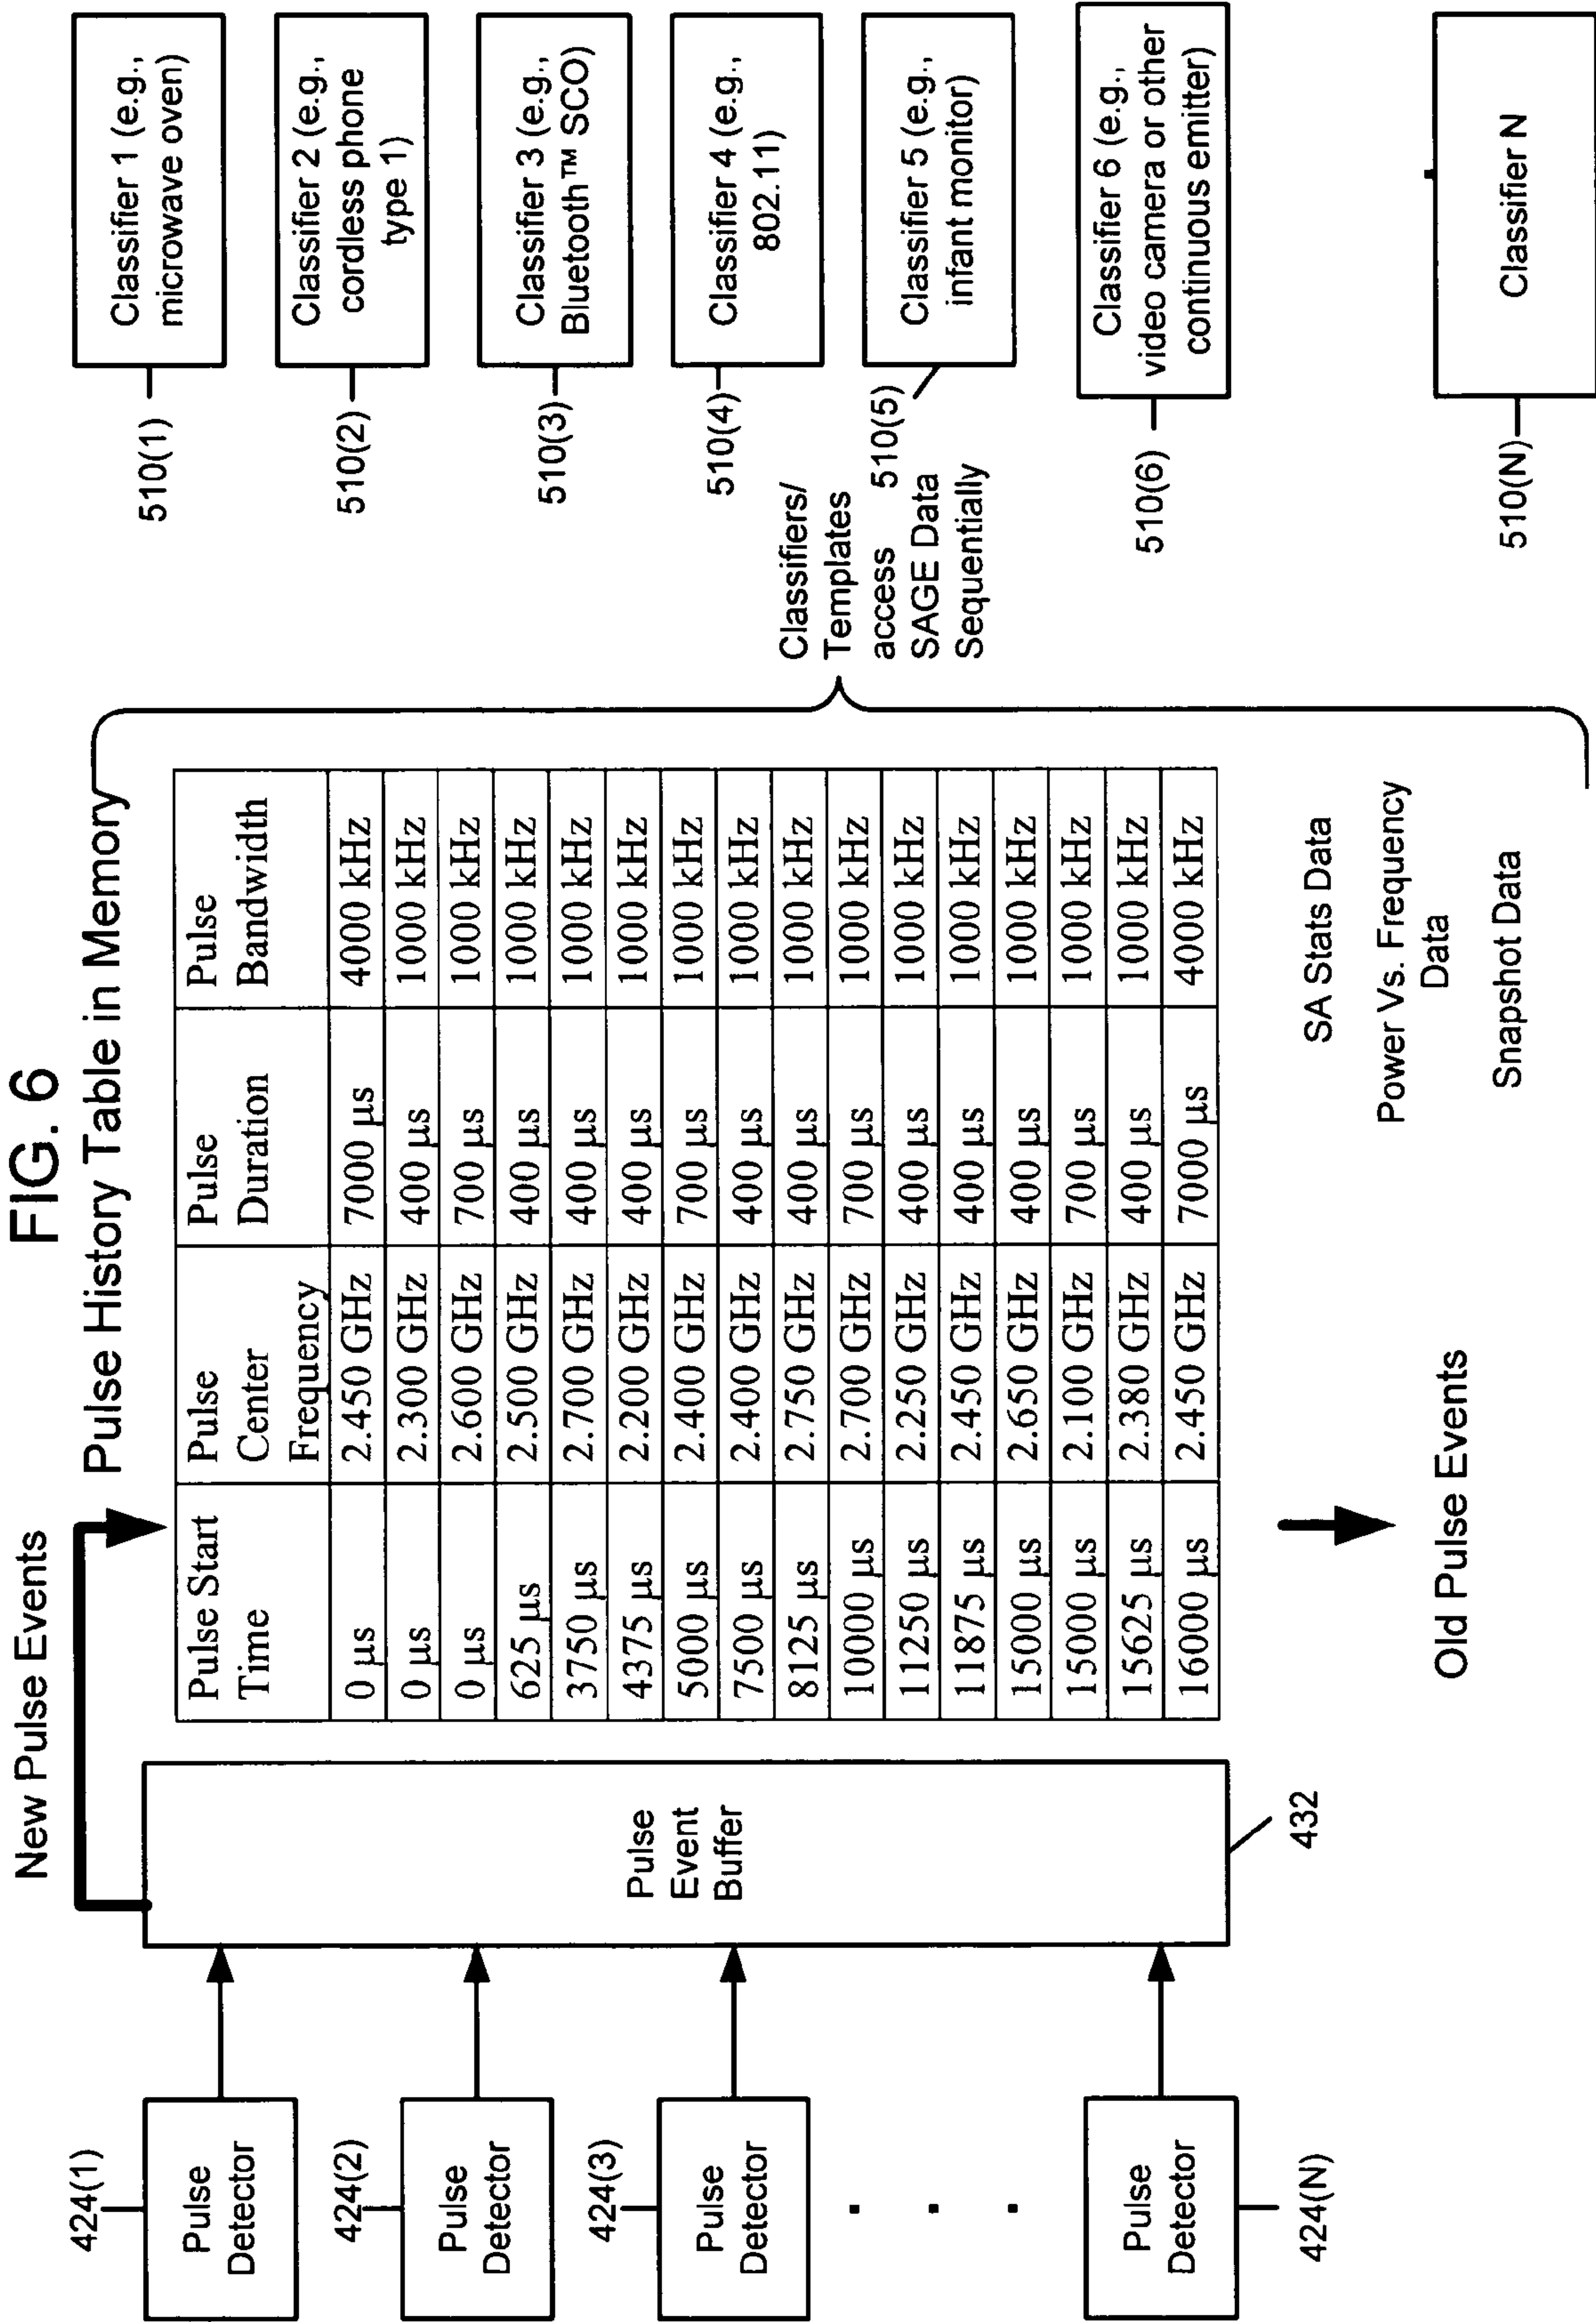 FIG. 6
New Pulse Events
Pulse History Table in Memory
424(1)
Pulse
Detector
424(2)
Pulse
Detector
424(3)
Pulse
Detector
. . .
Pulse
Detector
424(N)
Pulse
Event
Buffer
432
Pulse Start
Time
Pulse
Center
Frequency
Pulse
Duration
Pulse
Bandwidth
0 µs 2.450 GHz 7000 µs 4000 kHz
0 µs 2.300 GHz 400 µs 1000 kHz
0 µs 2.600 GHz 700 µs 1000 kHz
625 µs 2.500 GHz 400 µs 1000 kHz
3750 µs 2.700 GHz 400 µs 1000 kHz
4375 µs 2.200 GHz 400 µs 1000 kHz
5000 µs 2.400 GHz 700 µs 1000 kHz
7500 µs 2.400 GHz 400 µs 1000 kHz
8125 µs 2.750 GHz 400 µs 1000 kHz
10000 µs 2.700 GHz 700 µs 1000 kHz
11250 µs 2.250 GHz 400 µs 1000 kHz
11875 µs 2.450 GHz 400 µs 1000 kHz
15000 µs 2.650 GHz 400 µs 1000 kHz
15000 µs 2.100 GHz 700 µs 1000 kHz
15625 µs 2.380 GHz 400 µs 1000 kHz
16000 µs 2.450 GHz 7000 µs 4000 kHz
Old Pulse Events
SA Stats Data
Power Vs. Frequency
Data
Snapshot Data
Classifiers/
Templates
access
SAGE Data
Sequentially
510(1)
Classifier 1 (e.g.,
microwave oven)
510(2)
Classifier 2 (e.g.,
cordless phone
type 1)
510(3)
Classifier 3 (e.g.,
Bluetooth™ SCO)
510(4)
Classifier 4 (e.g.,
802.11)
510(5)
Classifier 5 (e.g.,
infant monitor)
510(6)
Classifier 6 (e.g.,
video camera or other
continuous emitter)
510(N)
Classifier N